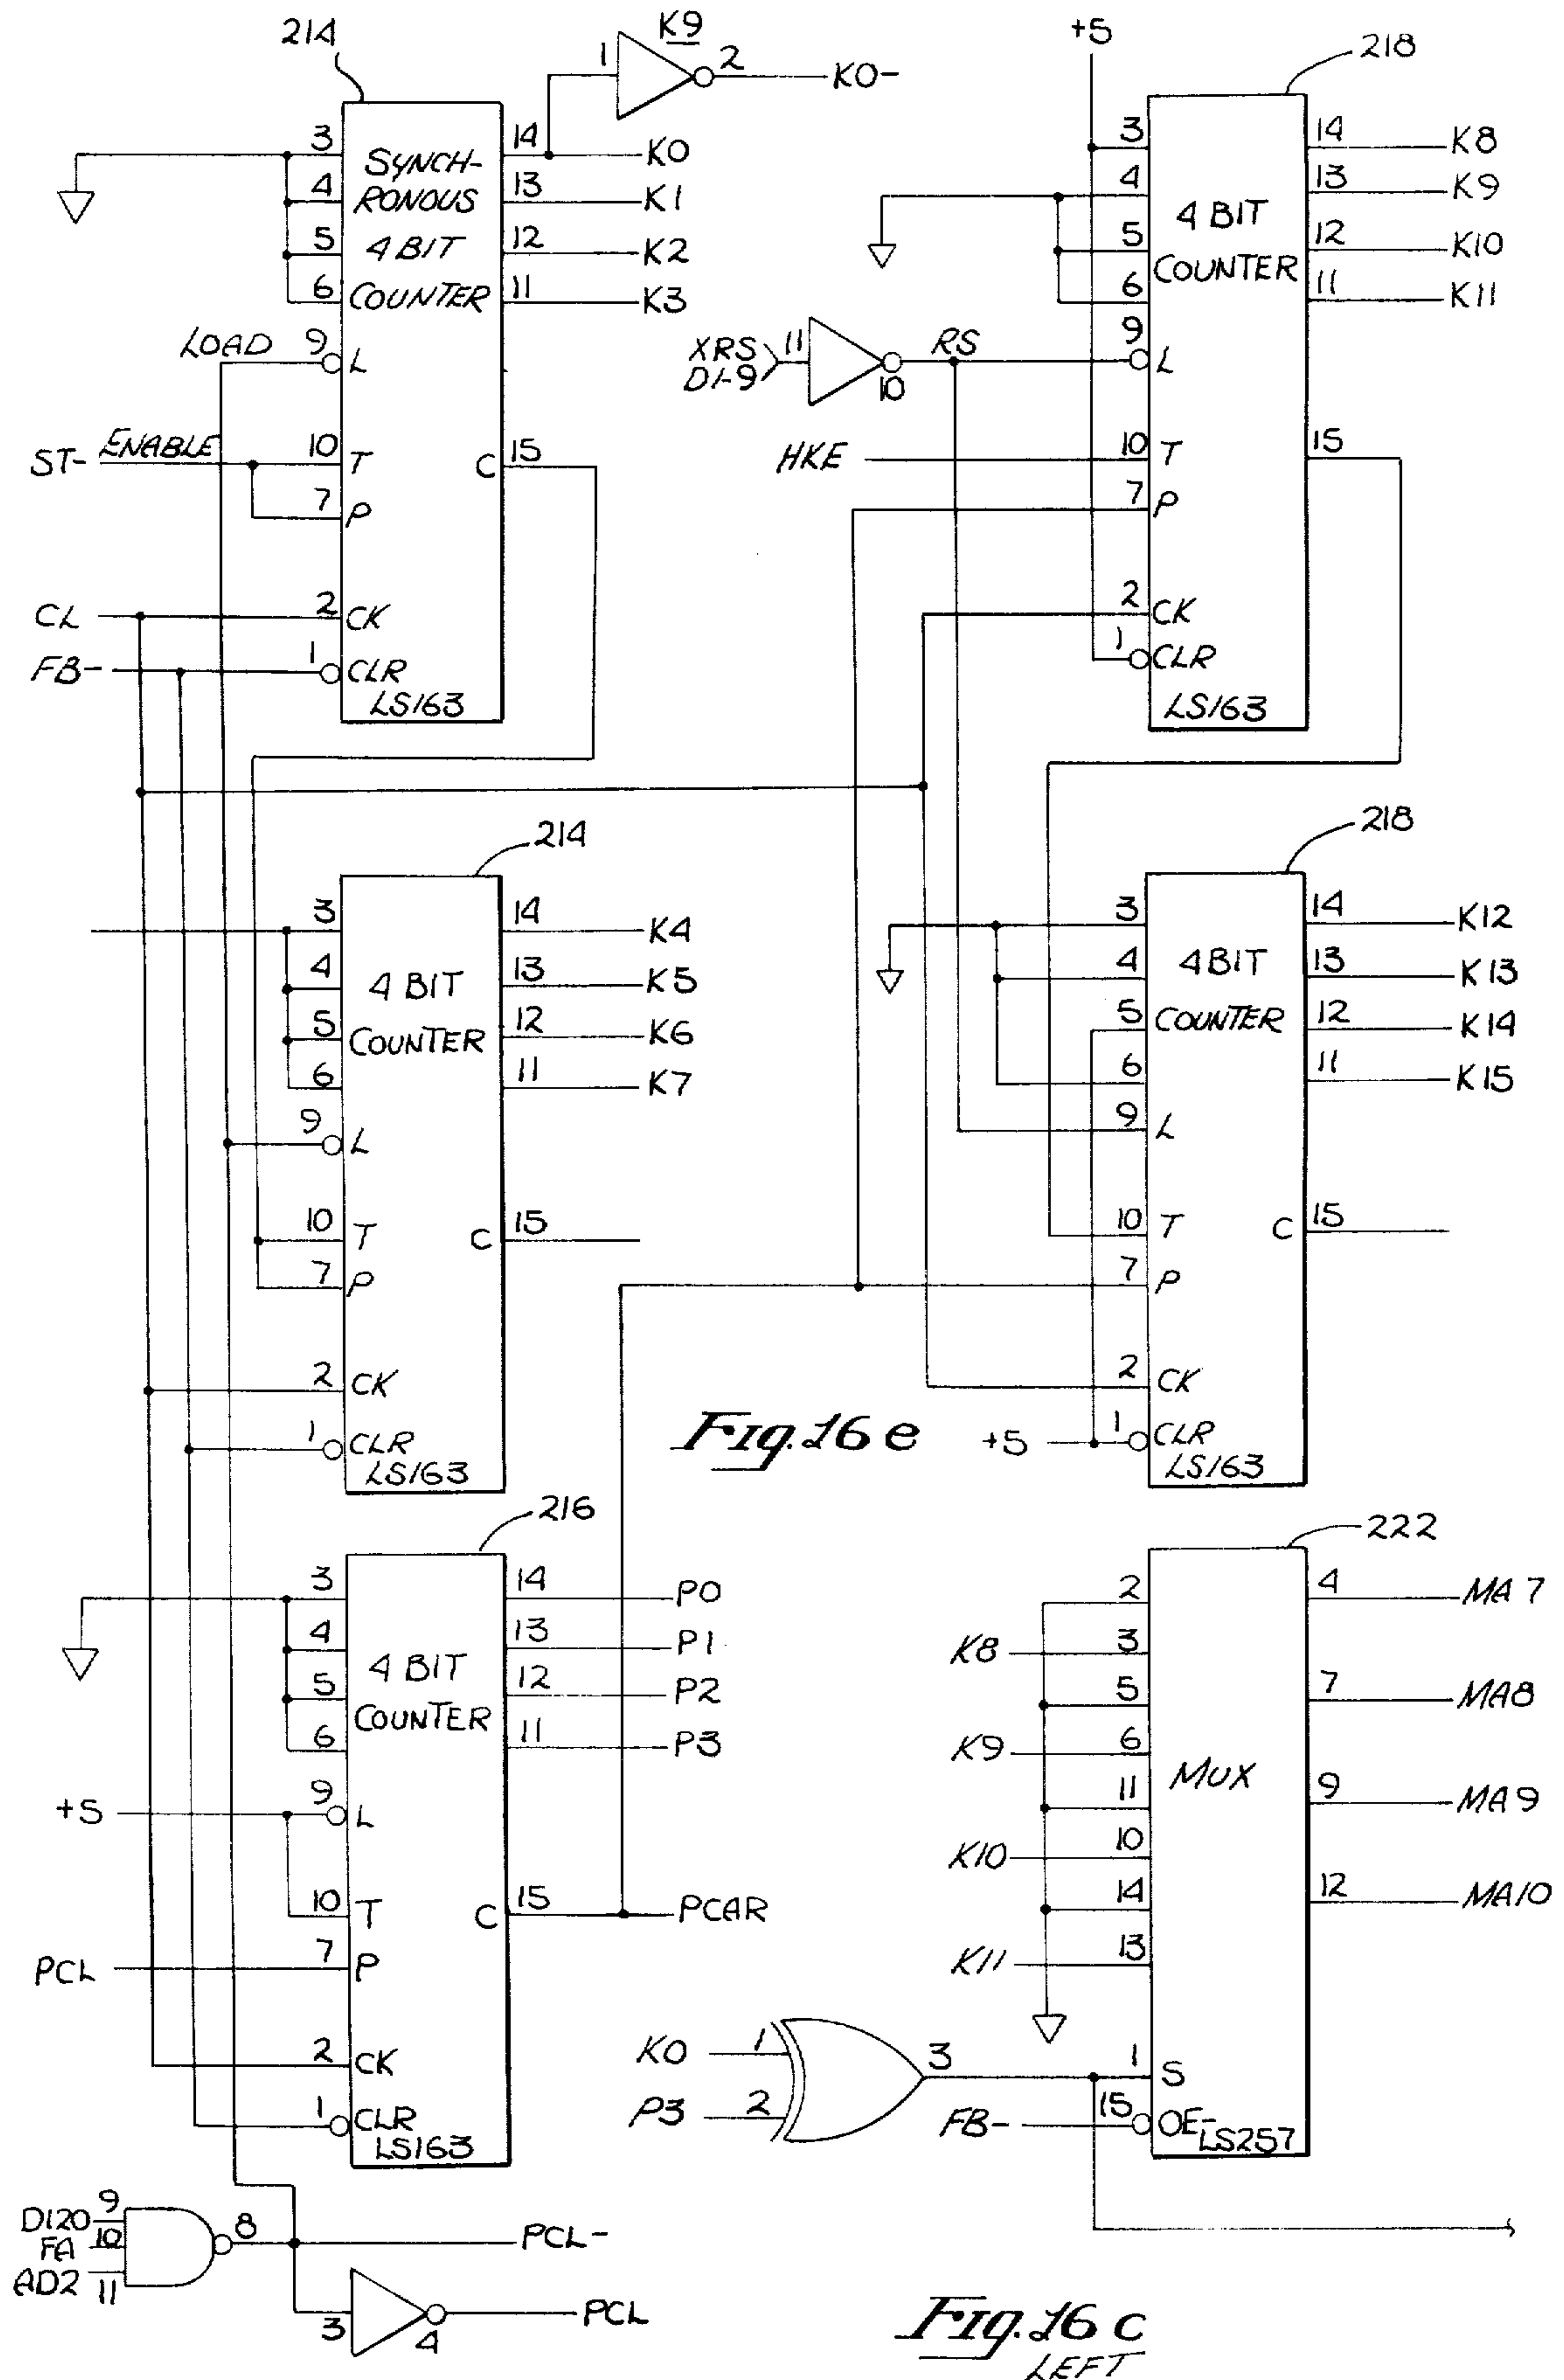 214
K9
1
2
K0-
3
SYNCH-
14
K0
4
RONOUS
13
K1
5
4 BIT
12
K2
6
COUNTER
11
K3
LOAD
9
L
ST-
ENABLE
10
T
C
15
7
P
CL
2
CK
FB-
1
CLR
LS163
+5
218
3
14
K8
4
13
K9
4 BIT
5
12
K10
COUNTER
6
11
K11
XRS
D1-9
11
10
RS
9
L
HKE
10
T
15
7
P
2
CK
1
CLR
LS163
214
3
14
K4
4
4 BIT
13
K5
5
COUNTER
12
K6
6
11
K7
9
L
10
T
C
15
7
P
2
CK
1
CLR
LS163
218
3
14
K12
4
4 BIT
13
K13
5
COUNTER
12
K14
6
11
K15
9
L
10
T
C
15
7
P
2
CK
+5
1
CLR
LS163
Fig. 16 e
216
3
14
P0
4
13
P1
4 BIT
5
12
P2
COUNTER
6
11
P3
+5
9
L
10
T
C
15
PCAR
PCL
7
P
2
CK
1
CLR
LS163
222
2
4
MA 7
K8
3
5
7
MA8
K9
6
MUX
11
9
MA9
K10
10
14
12
MA10
K11
13
K0
1
3
1
S
P3
2
FB-
15
OE-
LS257
D120
9
FA
10
8
PCL-
AD2
11
3
4
PCL
Fig. 16 c
LEFT